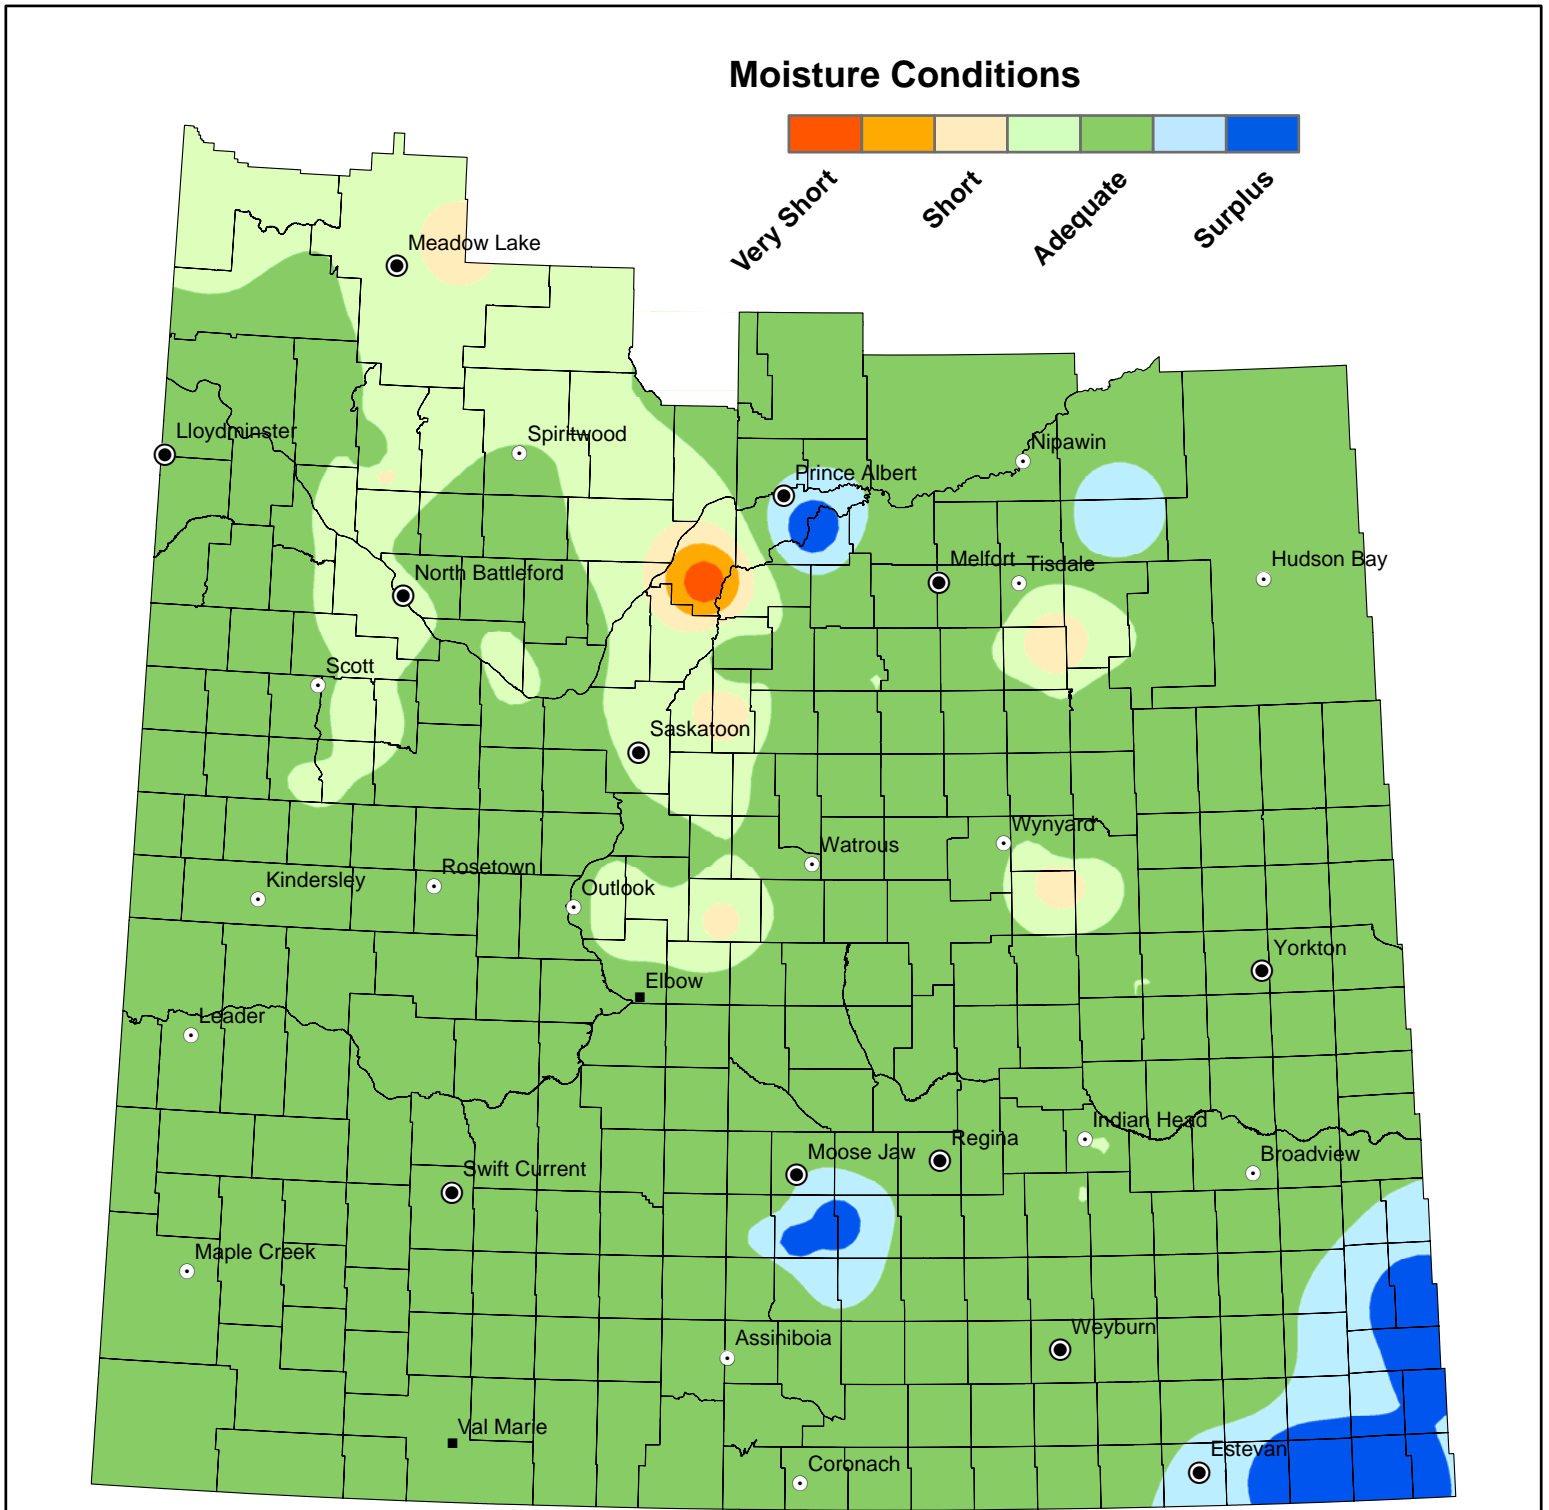 Moisture Conditions
Very Short
Short
Adequate
Surplus
Meadow Lake
Lloydminster
Spiritwood
Nipawin
Prince Albert
Melfort
Tisdale
Hudson Bay
North Battleford
Scott
Saskatoon
Wynyard
Watrous
Rosetown
Kindersley
Outlook
Yorkton
Elbow
Leader
Indian Head
Regina
Moose Jaw
Broadview
Swift Current
Maple Creek
Weyburn
Assiniboia
Val Marie
Estevan
Coronach